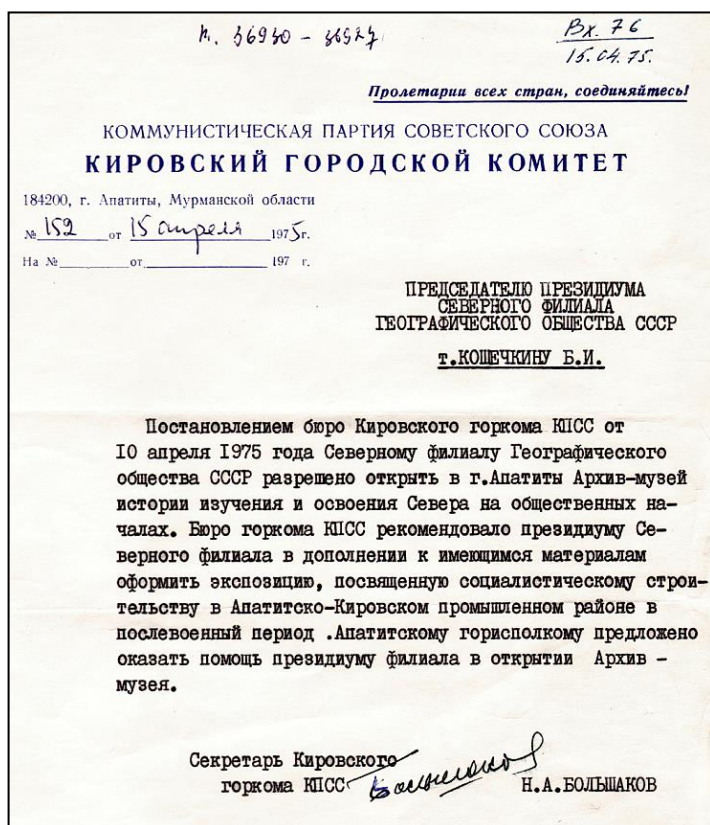 п. 36930 – 36927
Вх. 76
15.04.75.
Пролетарии всех стран, соединяйтесь!
КОММУНИСТИЧЕСКАЯ ПАРТИЯ СОВЕТСКОГО СОЮЗА
КИРОВСКИЙ ГОРОДСКОЙ КОМИТЕТ
184200, г. Апатиты, Мурманской области
№ 152 от 15 апреля 1975г.
На № от 197 г.
ПРЕДСЕДАТЕЛЮ ПРЕЗИДИУМА
СЕВЕРНОГО ФИЛИАЛА
ГЕОГРАФИЧЕСКОГО ОБЩЕСТВА СССР
т.КОШЕЧКИНУ Б.И.
Постановлением бюро Кировского горкома КПСС от
10 апреля 1975 года Северному филиалу Географического
общества СССР разрешено открыть в г.Апатиты Архив-музей
истории изучения и освоения Севера на общественных на-
чалах. Бюро горкома КПСС рекомендовало президиуму Се-
верного филиала в дополнении к имеющимся материалам
оформить экспозицию, посвященную социалистическому строи-
тельству в Апатитско-Кировском промышленном районе в
послевоенный период .Апатитскому горисполкому предложено
оказать помощь президиуму филиала в открытии Архив -
музея.
Секретарь Кировского
горкома КПСС Большаков Н.А.БОЛЬШАКОВ